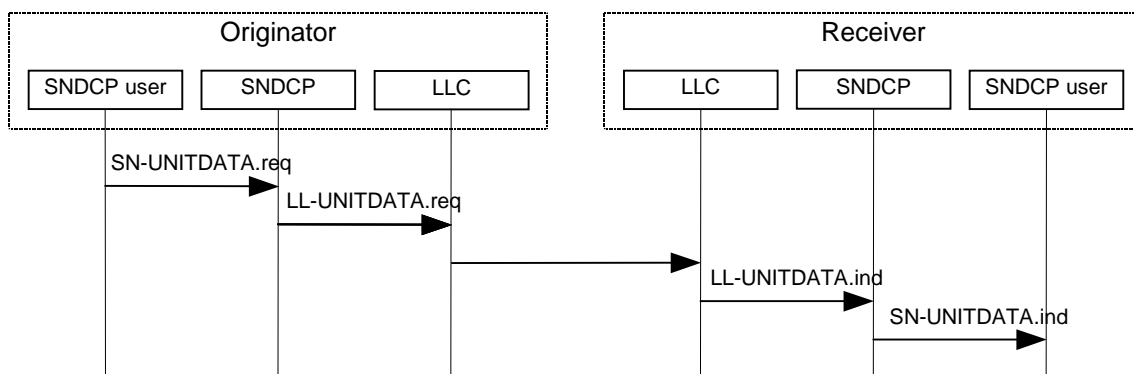 Originator
Receiver
SNDCP user
SNDCP
LLC
LLC
SNDCP
SNDCP user
SN-UNITDATA.req
LL-UNITDATA.req
LL-UNITDATA.ind
SN-UNITDATA.ind